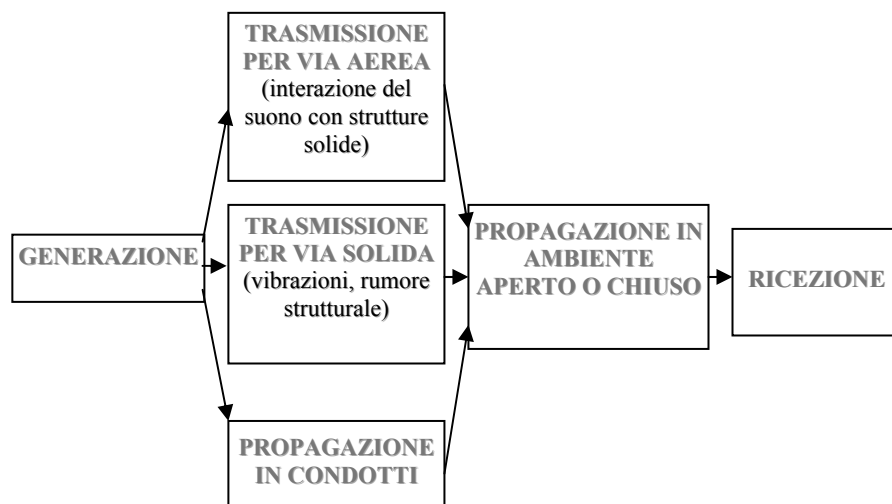 TRASMISSIONE
PER VIA AEREA
(interazione del
suono con strutture
solide)
GENERAZIONE
TRASMISSIONE
PER VIA SOLIDA
(vibrazioni, rumore
strutturale)
PROPAGAZIONE
IN CONDOTTI
PROPAGAZIONE IN
AMBIENTE
APERTO O CHIUSO
RICEZIONE